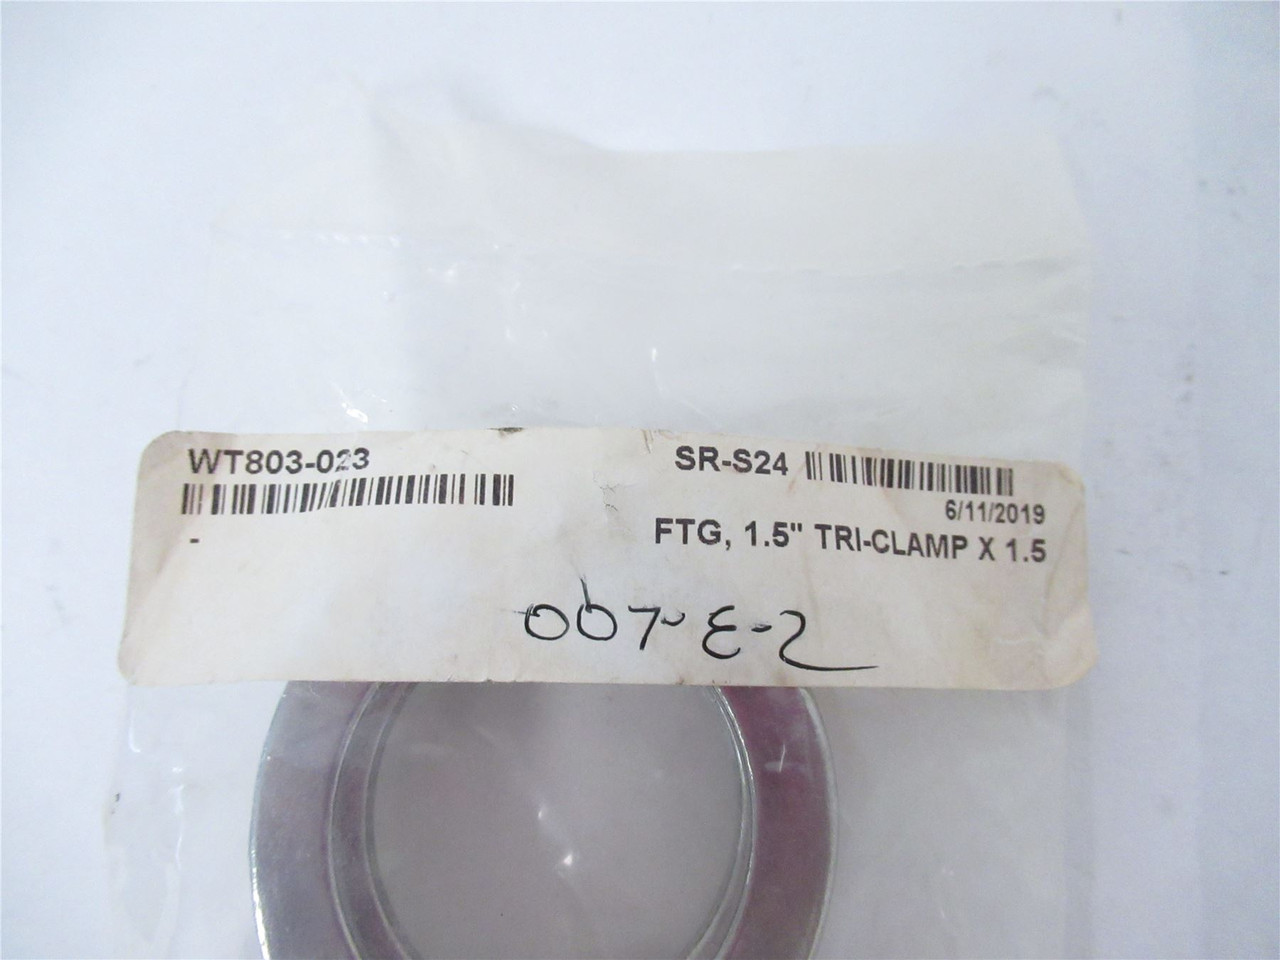 WT803-023
SR-S24
6/11/2019
-
FTG, 1.5" TRI-CLAMP X 1.5
007-E-2